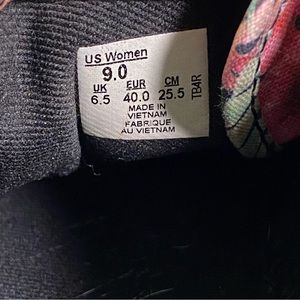 US Women
9.0
UK EUR CM
6.5 40.0 25.5
MADE IN
VIETNAM
FABRIQUE
AU VIETNAM
TBAR